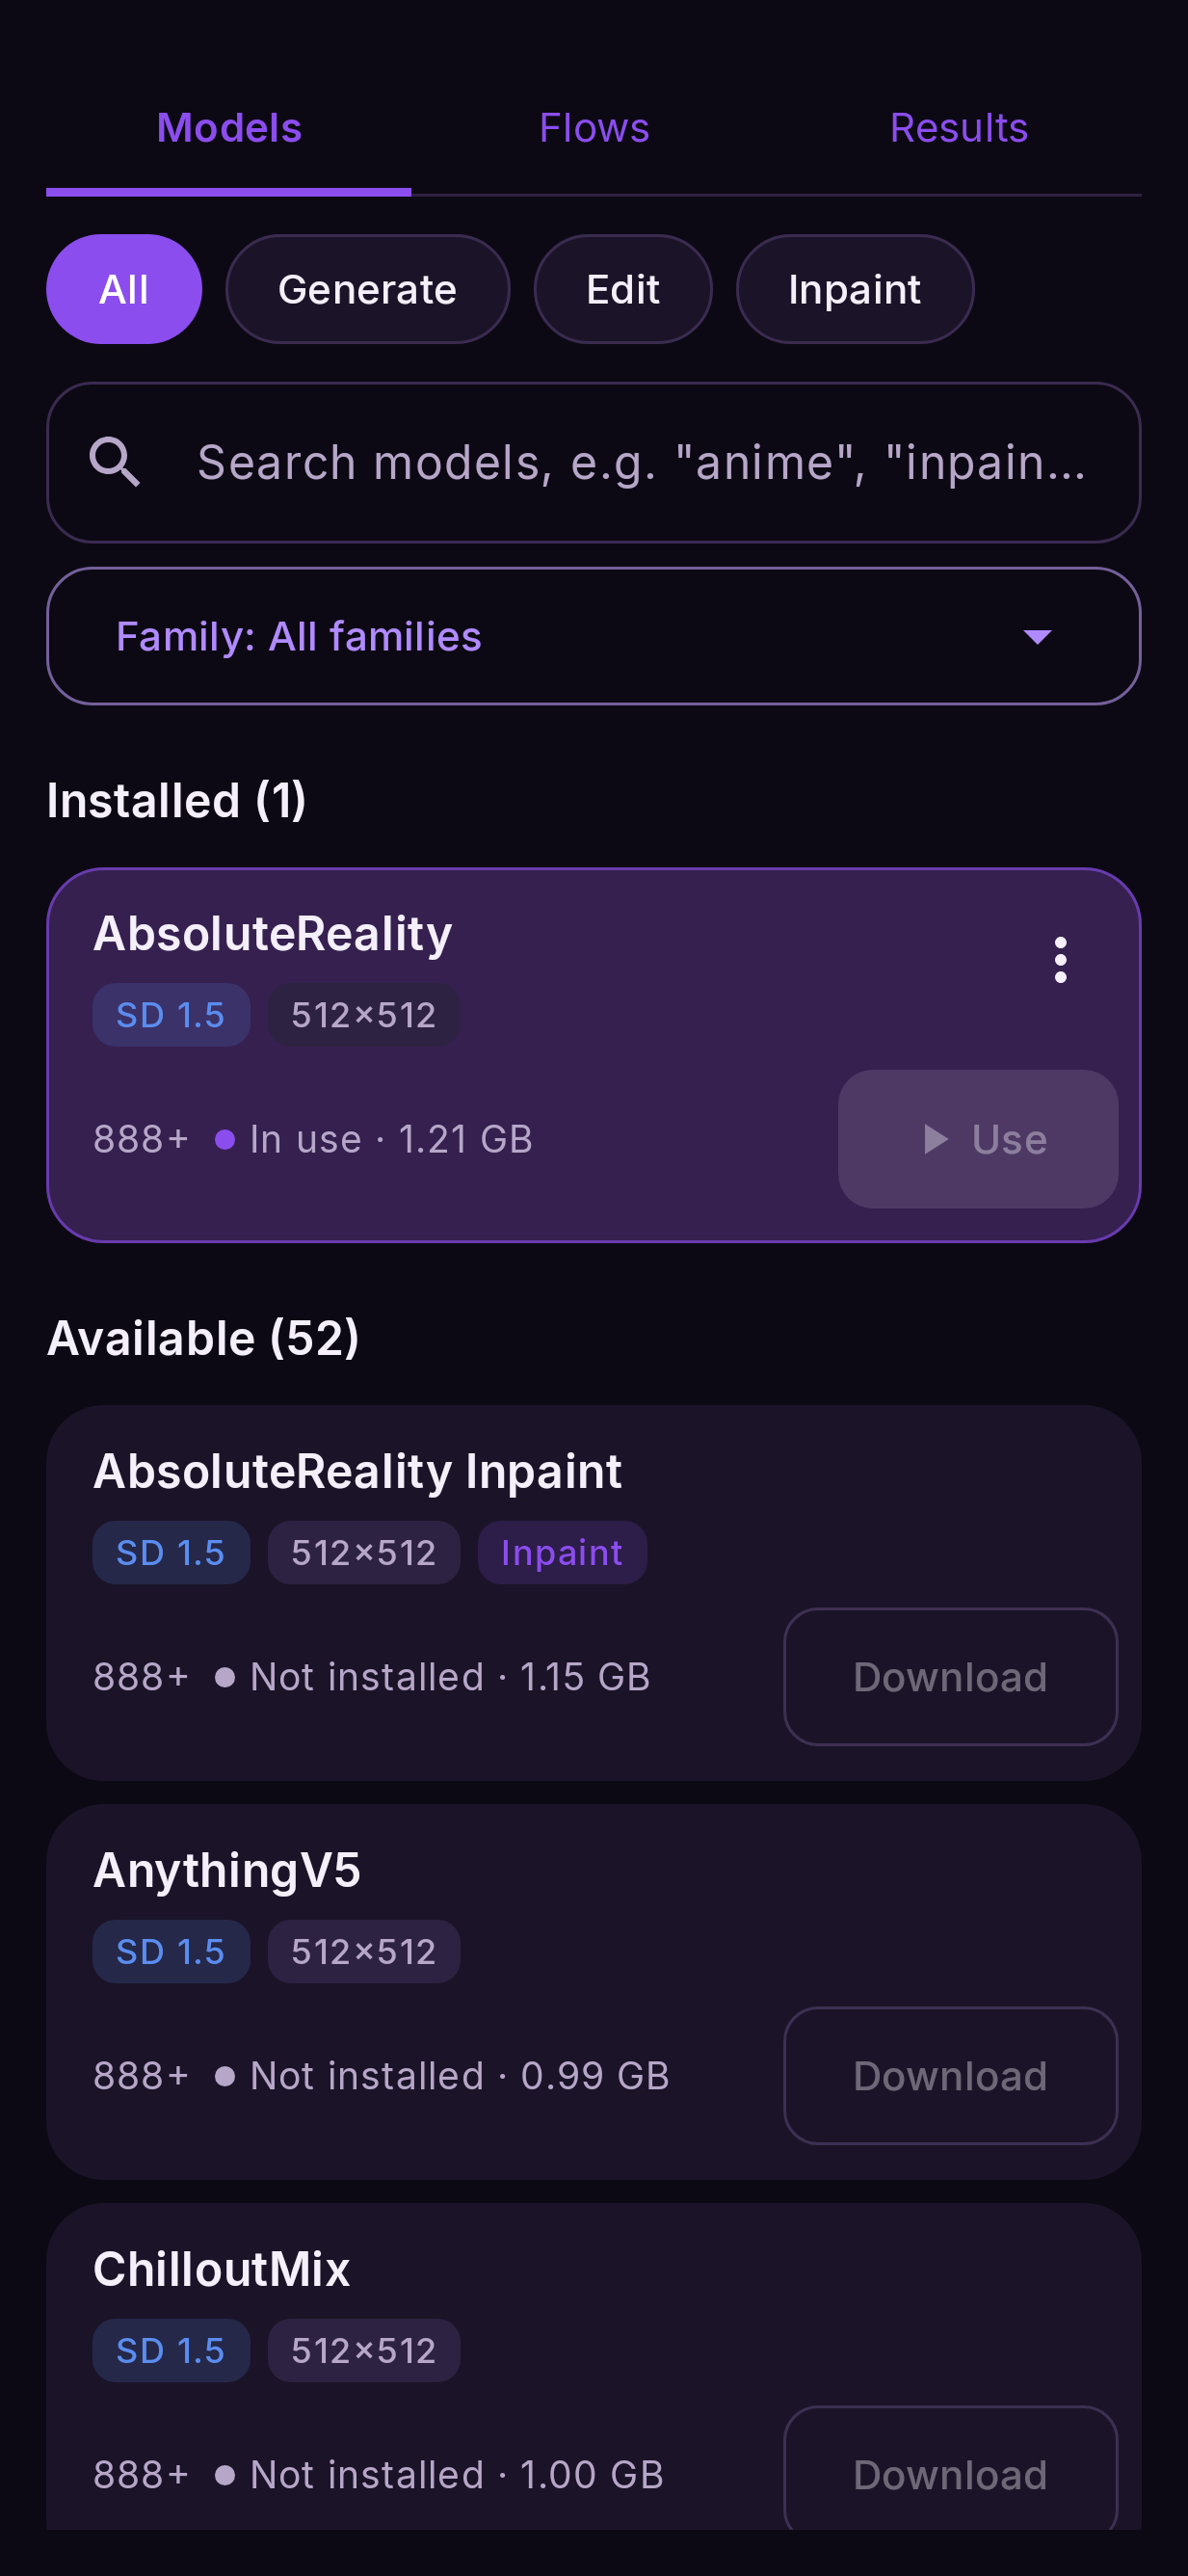 Models Flows Results
All Generate Edit Inpaint
Search models, e.g. "anime", "inpain...
Family: All families
Installed (1)
AbsoluteReality
SD 1.5 512×512
888+ In use · 1.21 GB Use
Available (52)
AbsoluteReality Inpaint
SD 1.5 512×512 Inpaint
888+ Not installed · 1.15 GB Download
AnythingV5
SD 1.5 512×512
888+ Not installed · 0.99 GB Download
ChilloutMix
SD 1.5 512×512
888+ Not installed · 1.00 GB Download